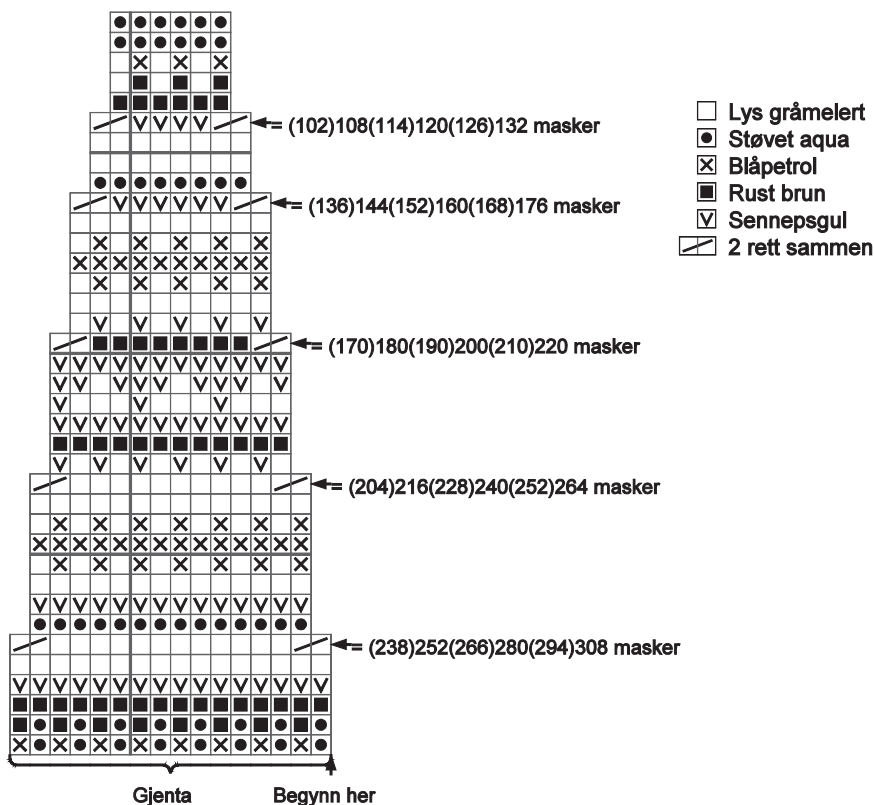 = (102)108(114)120(126)132 masker
= (136)144(152)160(168)176 masker
= (170)180(190)200(210)220 masker
= (204)216(228)240(252)264 masker
= (238)252(266)280(294)308 masker
Gjenta
Begynn her
Lys gråmelert
Støvet aqua
Blåpetrol
Rust brun
Sennepsgul
2 rett sammen